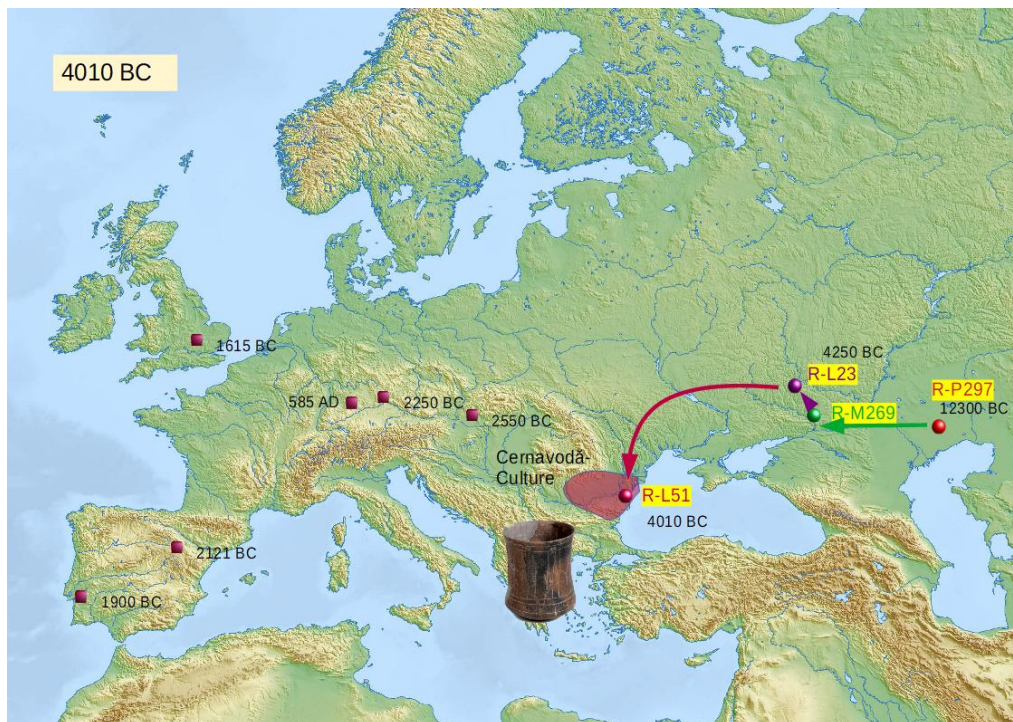 4010 BC
4250 BC
R-L23
R-P297
12300 BC
R-M269
1615 BC
585 AD
2250 BC
2550 BC
Cernavodă-
Culture
R-L51
4010 BC
2121 BC
1900 BC